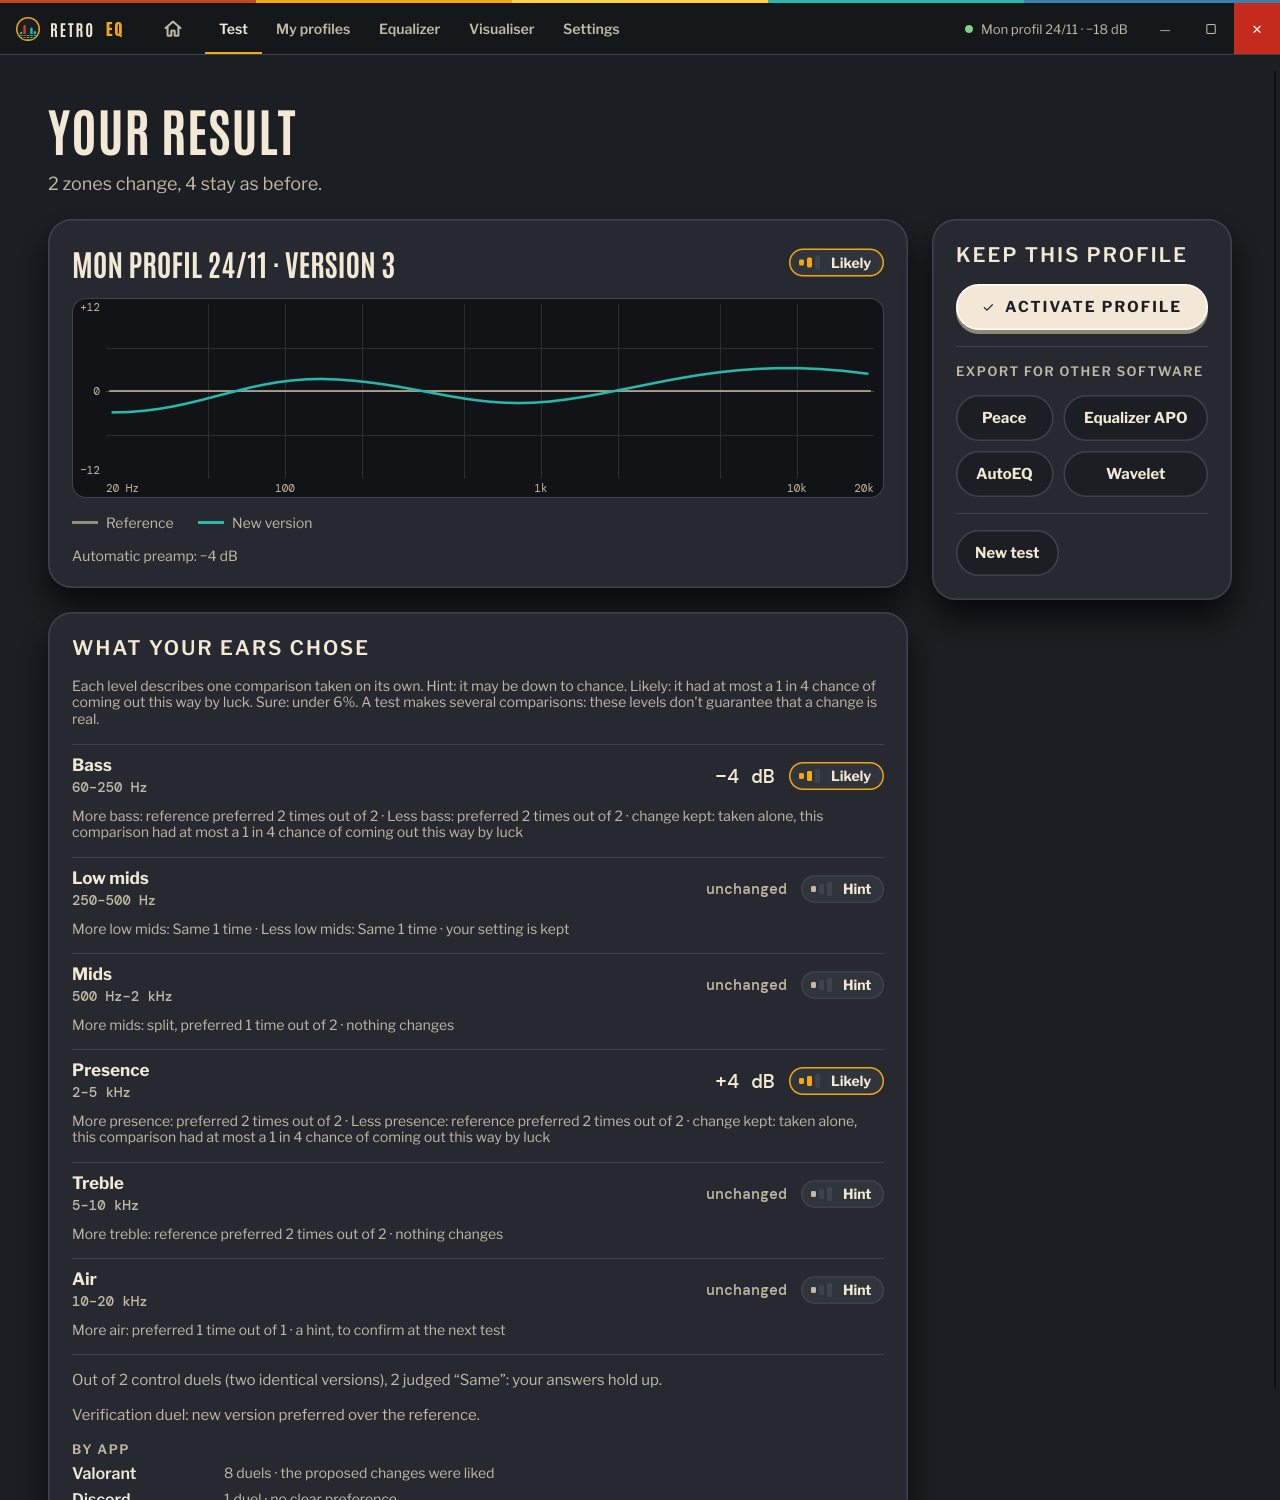 RETRO EQ
Test
My profiles
Equalizer
Visualiser
Settings
Mon profil 24/11 · −18 dB
YOUR RESULT
2 zones change, 4 stay as before.
MON PROFIL 24/11 · VERSION 3
Likely
+12
0
−12
20 Hz
100
1k
10k
20k
Reference
New version
Automatic preamp: −4 dB
KEEP THIS PROFILE
✓ ACTIVATE PROFILE
EXPORT FOR OTHER SOFTWARE
Peace
Equalizer APO
AutoEQ
Wavelet
New test
WHAT YOUR EARS CHOSE
Each level describes one comparison taken on its own. Hint: it may be down to chance. Likely: it had at most a 1 in 4 chance of
coming out this way by luck. Sure: under 6%. A test makes several comparisons: these levels don't guarantee that a change is
real.
Bass
60–250 Hz
−4 dB
Likely
More bass: reference preferred 2 times out of 2 · Less bass: preferred 2 times out of 2 · change kept: taken alone, this
comparison had at most a 1 in 4 chance of coming out this way by luck
Low mids
250–500 Hz
unchanged
Hint
More low mids: Same 1 time · Less low mids: Same 1 time · your setting is kept
Mids
500 Hz–2 kHz
unchanged
Hint
More mids: split, preferred 1 time out of 2 · nothing changes
Presence
2–5 kHz
+4 dB
Likely
More presence: preferred 2 times out of 2 · Less presence: reference preferred 2 times out of 2 · change kept: taken alone,
this comparison had at most a 1 in 4 chance of coming out this way by luck
Treble
5–10 kHz
unchanged
Hint
More treble: reference preferred 2 times out of 2 · nothing changes
Air
10–20 kHz
unchanged
Hint
More air: preferred 1 time out of 1 · a hint, to confirm at the next test
Out of 2 control duels (two identical versions), 2 judged “Same”: your answers hold up.
Verification duel: new version preferred over the reference.
BY APP
Valorant
8 duels · the proposed changes were liked
Discord
1 duel · no clear preference